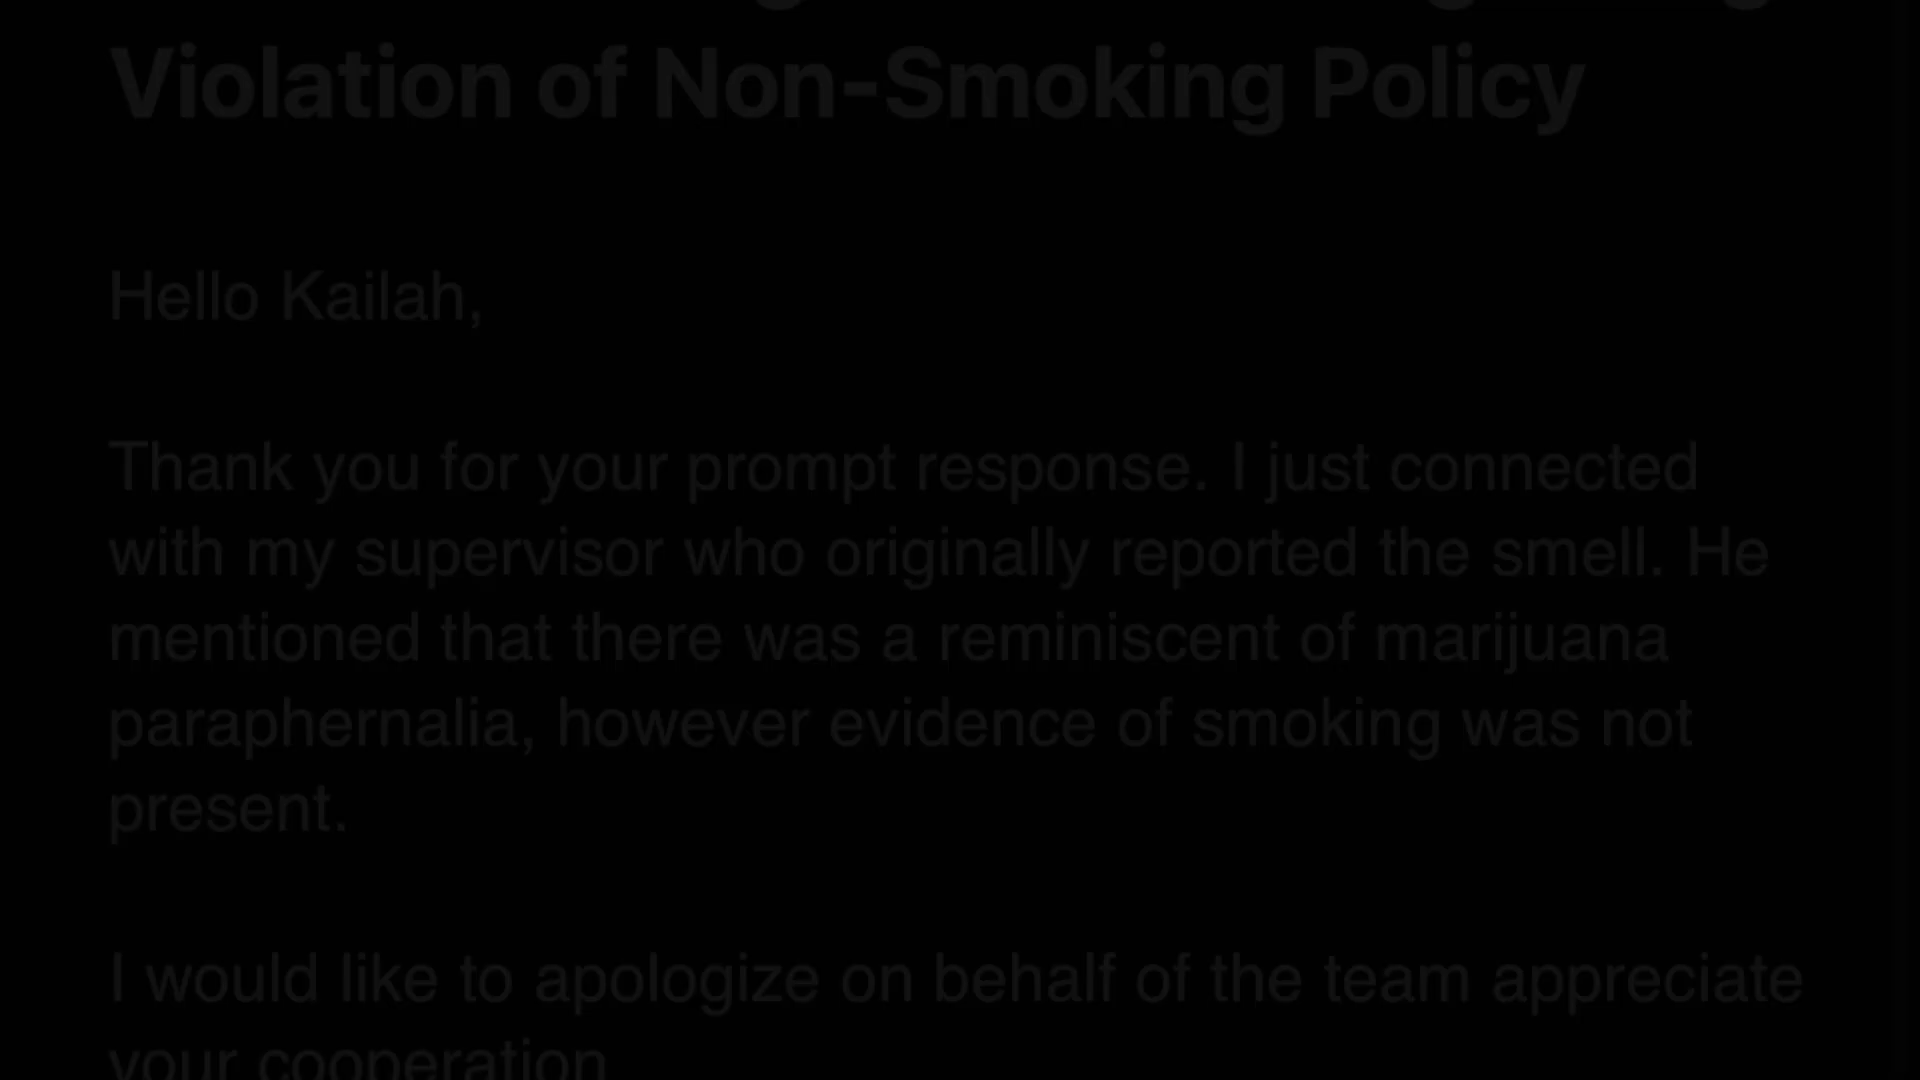 Violation of Non-Smoking Policy
Hello Kailah,
Thank you for your prompt response. I just connected
with my supervisor who originally reported the smell. He
mentioned that there was a reminiscent of marijuana
paraphernalia, however evidence of smoking was not
present.
I would like to apologize on behalf of the team appreciate
your cooperation